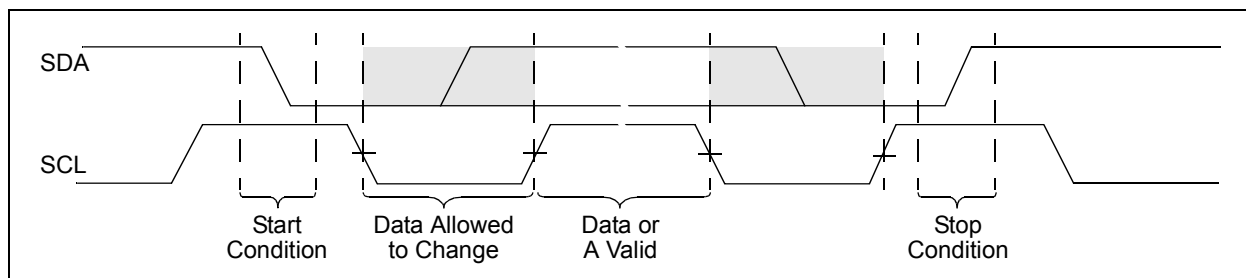 SDA
SCL
Start
Condition
Data Allowed
to Change
Data or
A Valid
Stop
Condition